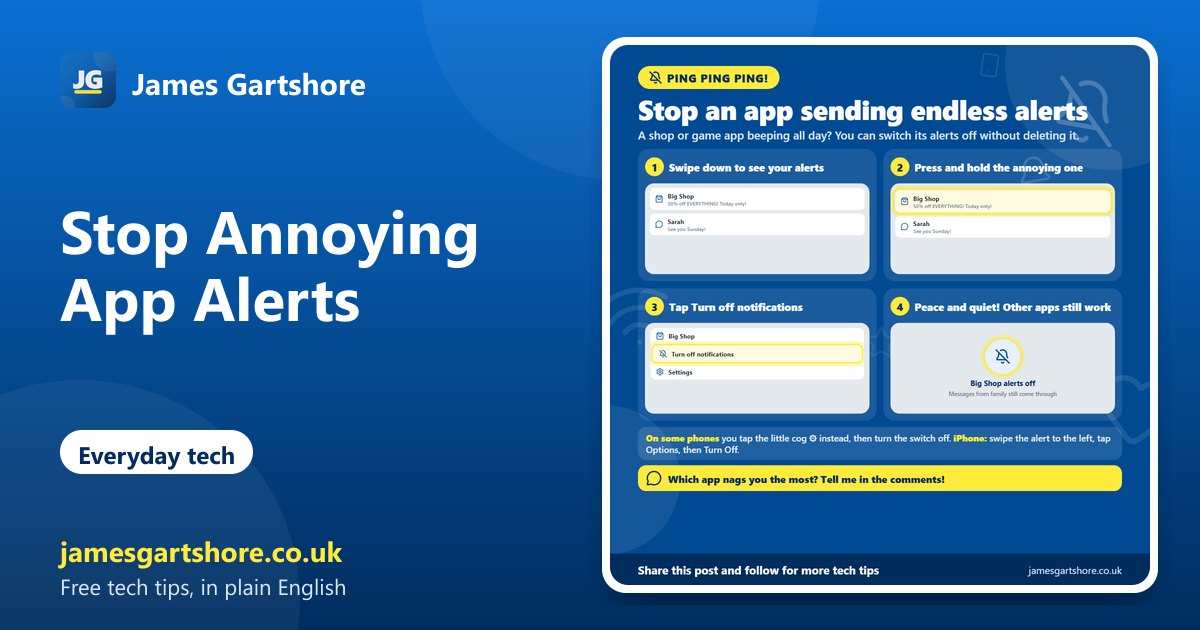 JG
James Gartshore
Stop Annoying
App Alerts
Everyday tech
jamesgartshore.co.uk
Free tech tips, in plain English
PING PING PING!
Stop an app sending endless alerts
A shop or game app beeping all day? You can switch its alerts off without deleting it.
1 Swipe down to see your alerts
Big Shop
50% off EVERYTHING! Today only!
Sarah
See you Sunday!
2 Press and hold the annoying one
Big Shop
50% off EVERYTHING! Today only!
Sarah
See you Sunday!
3 Tap Turn off notifications
Big Shop
Turn off notifications
Settings
4 Peace and quiet! Other apps still work
Big Shop alerts off
Messages from family still come through
On some phones you tap the little cog ⚙ instead, then turn the switch off. iPhone: swipe the alert to the left, tap
Options, then Turn Off.
Which app nags you the most? Tell me in the comments!
Share this post and follow for more tech tips
jamesgartshore.co.uk